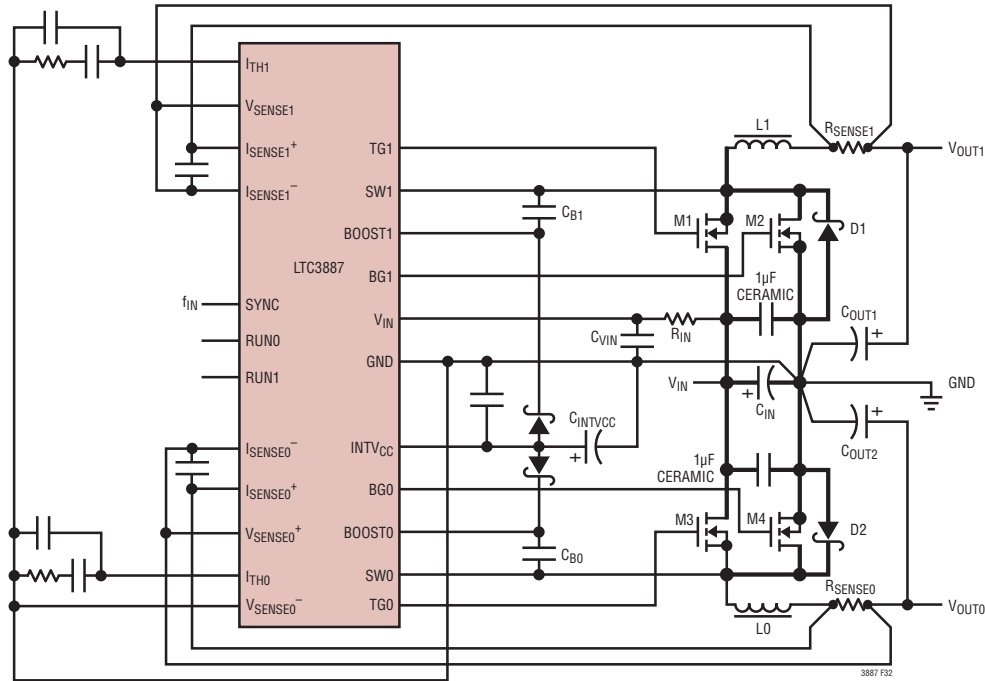 L1
RSENSE1
ITH1
VSENSE1
ISENSE1+
ISENSE1–
SYNC
RUN0
RUN1
ISENSE0–
ISENSE0+
VSENSE0+
ITH0
VSENSE0–
fIN
LTC3887
TG1
SW1
BOOST1
BG1
VIN
GND
INTVCC
BG0
BOOST0
SW0
TG0
CB1
CVIN
RIN
CINTVCC
+
CB0
VOUT1
M1
M2
D1
1µF
CERAMIC
COUT1
+
VIN
+
CIN
GND
+
COUT2
1µF
CERAMIC
M3
M4
D2
RSENSE0
VOUT0
L0
3887 F32